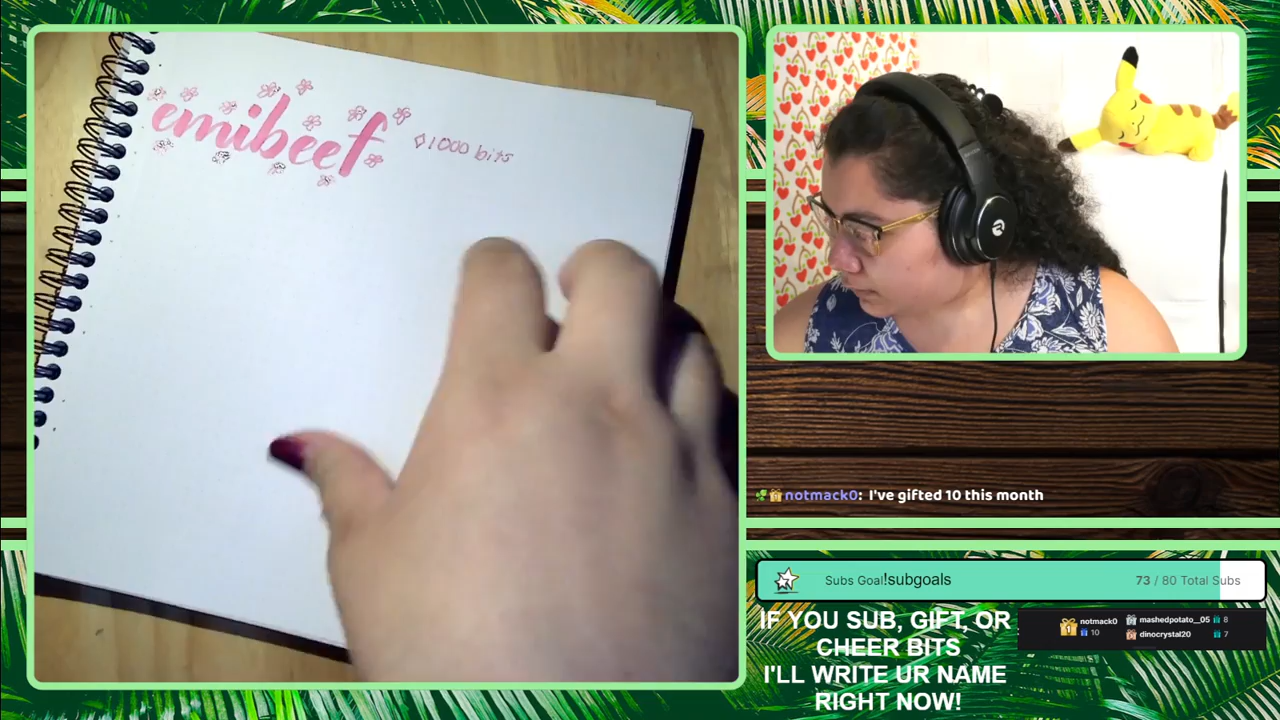 emibeef
1000 bits
notmack0: I've gifted 10 this month
Subs Goal!subgoals
73 / 80 Total Subs
IF YOU SUB, GIFT, OR
CHEER BITS
I'LL WRITE UR NAME
RIGHT NOW!
1 notmack0 10
mashedpotato_05 8
dinocrystal20 7